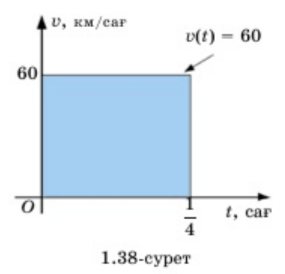 υ, км/сағ
υ(t) = 60
60
O
1/4
t, сағ
1.38-сурет